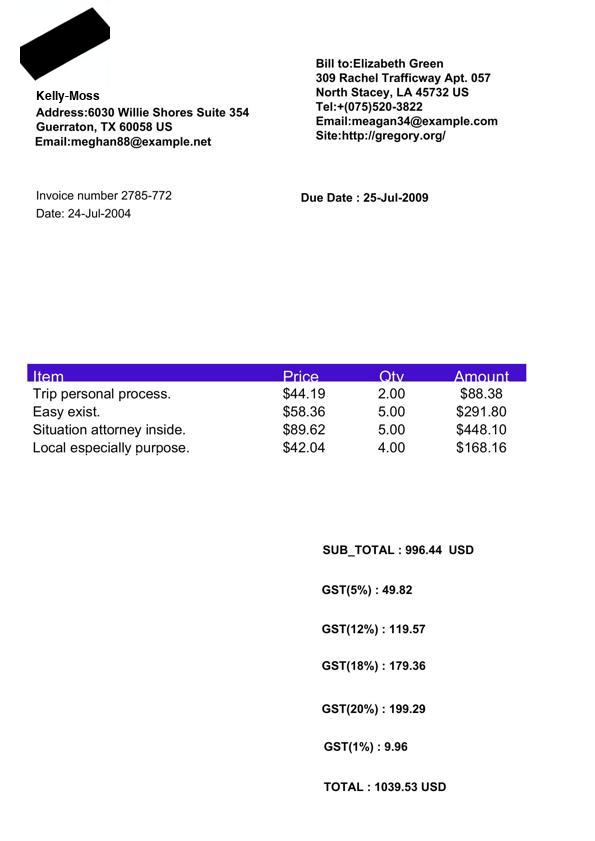 Kelly-Moss
Address:6030 Willie Shores Suite 354
Guerraton, TX 60058 US
Email:meghan88@example.net
Bill to:Elizabeth Green
309 Rachel Trafficway Apt. 057
North Stacey, LA 45732 US
Tel:+(075)520-3822
Email:meagan34@example.com
Site:http://gregory.org/
Invoice number 2785-772
Date: 24-Jul-2004
Due Date : 25-Jul-2009
Item Price Qty Amount
Trip personal process. $44.19 2.00 $88.38
Easy exist. $58.36 5.00 $291.80
Situation attorney inside. $89.62 5.00 $448.10
Local especially purpose. $42.04 4.00 $168.16
SUB_TOTAL : 996.44 USD
GST(5%) : 49.82
GST(12%) : 119.57
GST(18%) : 179.36
GST(20%) : 199.29
GST(1%) : 9.96
TOTAL : 1039.53 USD